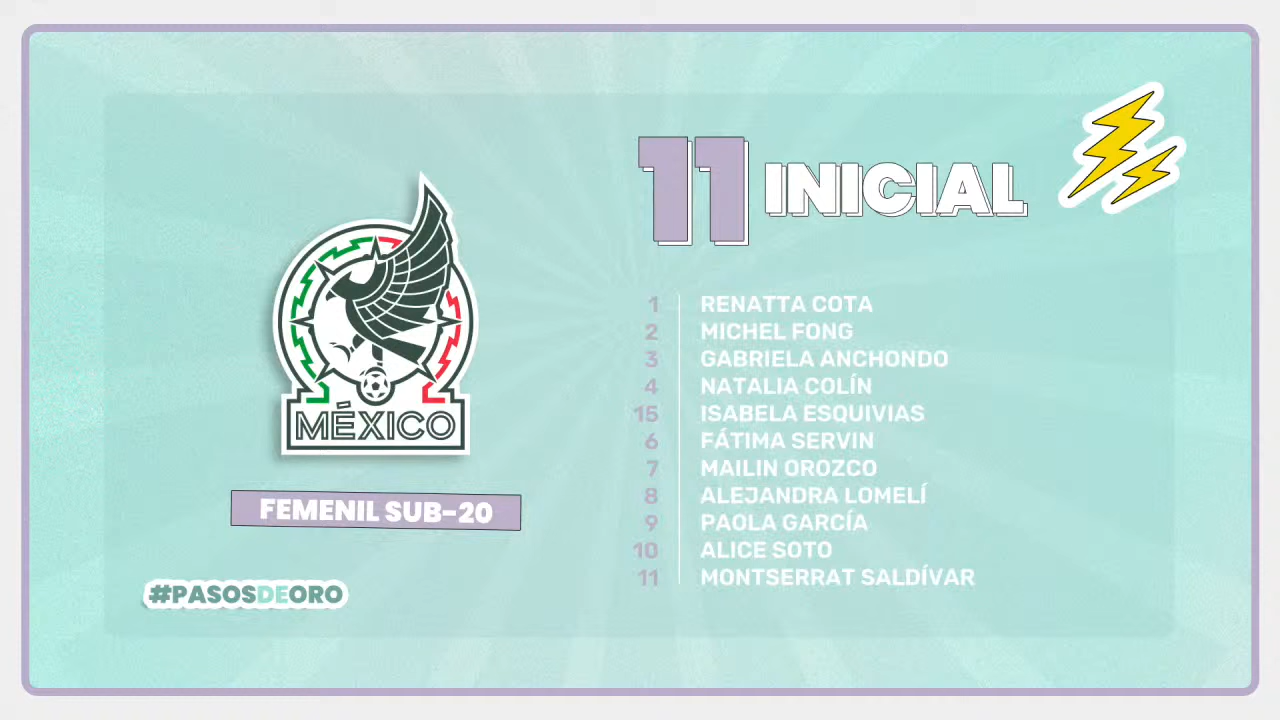 11 INICIAL
MÉXICO
FEMENIL SUB-20
#PASOSDEORO
1 RENATTA COTA
2 MICHEL FONG
3 GABRIELA ANCHONDO
4 NATALIA COLÍN
15 ISABELA ESQUIVIAS
6 FÁTIMA SERVIN
7 MAILIN OROZCO
8 ALEJANDRA LOMELÍ
9 PAOLA GARCÍA
10 ALICE SOTO
11 MONTSERRAT SALDÍVAR